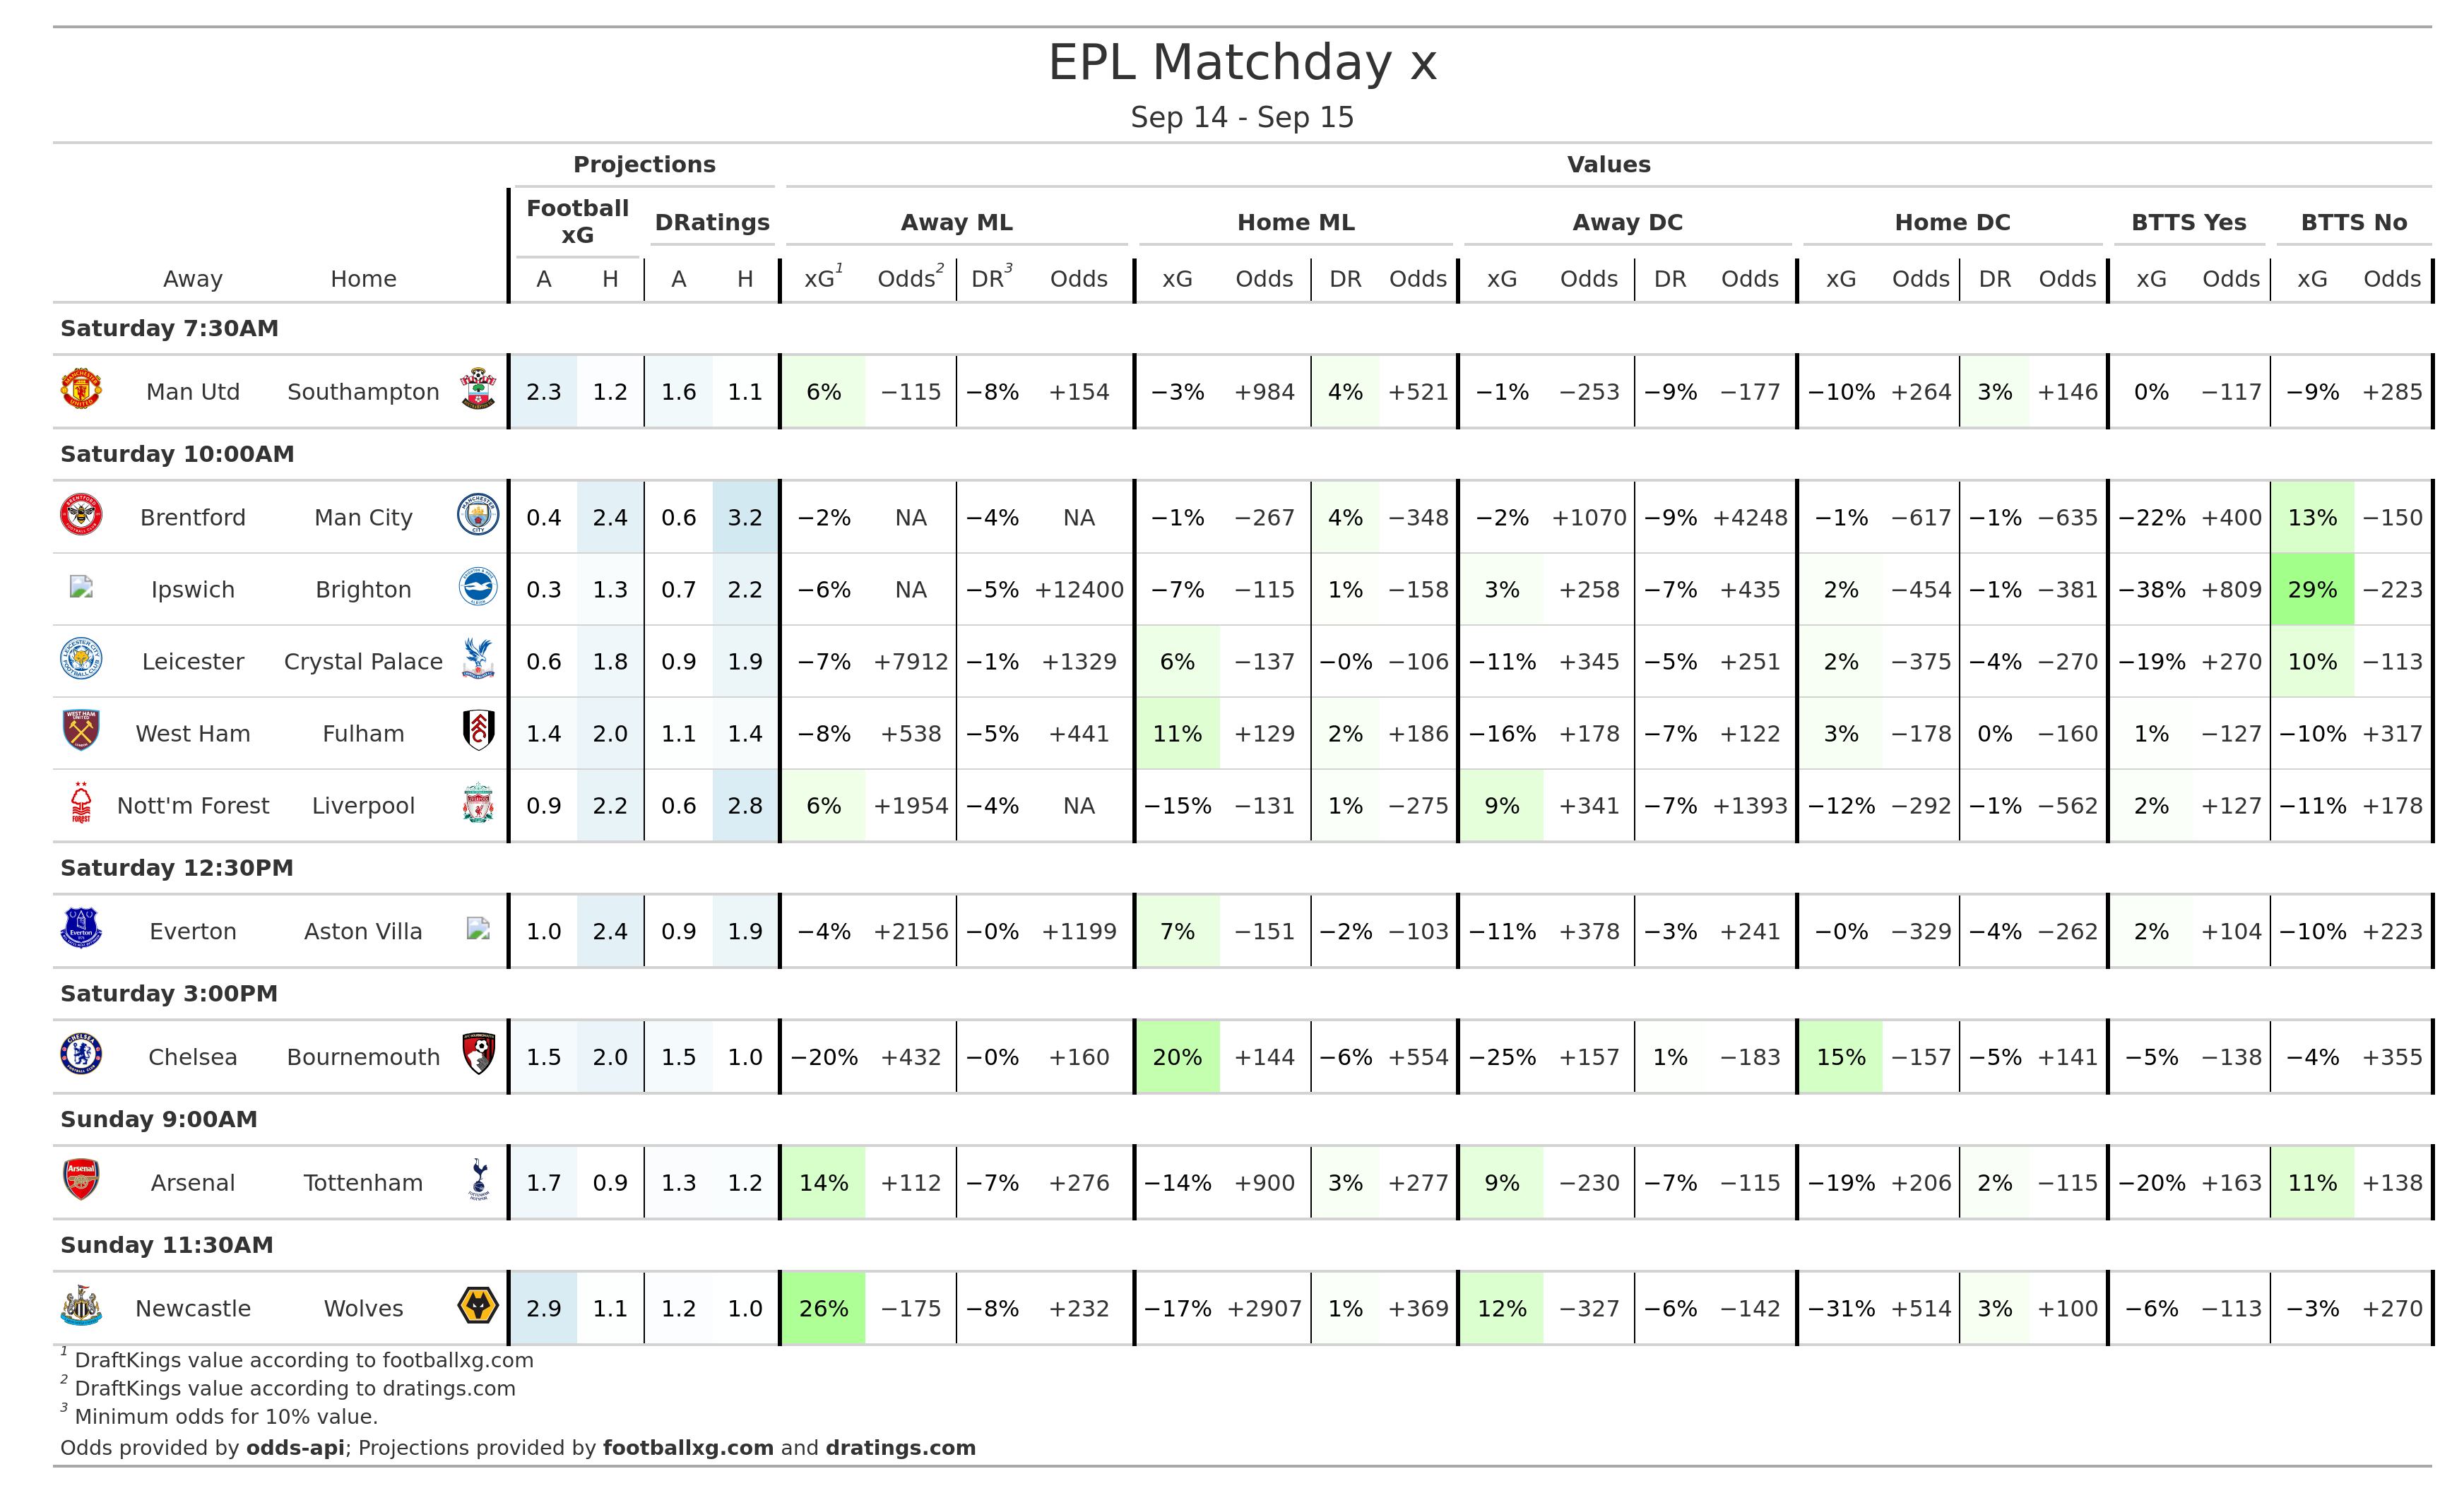 EPL Matchday x
Sep 14 - Sep 15
Projections Values
Football xG DRatings Away ML Home ML Away DC Home DC BTTS Yes BTTS No
Away Home A H A H xG1 Odds2 DR3 Odds xG Odds DR Odds xG Odds DR Odds xG Odds DR Odds xG Odds xG Odds
Saturday 7:30AM
Man Utd Southampton 2.3 1.2 1.6 1.1 6% −115 −8% +154 −3% +984 4% +521 −1% −253 −9% −177 −10% +264 3% +146 0% −117 −9% +285
Saturday 10:00AM
Brentford Man City 0.4 2.4 0.6 3.2 −2% NA −4% NA −1% −267 4% −348 −2% +1070 −9% +4248 −1% −617 −1% −635 −22% +400 13% −150
Ipswich Brighton 0.3 1.3 0.7 2.2 −6% NA −5% +12400 −7% −115 1% −158 3% +258 −7% +435 2% −454 −1% −381 −38% +809 29% −223
Leicester Crystal Palace 0.6 1.8 0.9 1.9 −7% +7912 −1% +1329 6% −137 −0% −106 −11% +345 −5% +251 2% −375 −4% −270 −19% +270 10% −113
West Ham Fulham 1.4 2.0 1.1 1.4 −8% +538 −5% +441 11% +129 2% +186 −16% +178 −7% +122 3% −178 0% −160 1% −127 −10% +317
Nott'm Forest Liverpool 0.9 2.2 0.6 2.8 6% +1954 −4% NA −15% −131 1% −275 9% +341 −7% +1393 −12% −292 −1% −562 2% +127 −11% +178
Saturday 12:30PM
Everton Aston Villa 1.0 2.4 0.9 1.9 −4% +2156 −0% +1199 7% −151 −2% −103 −11% +378 −3% +241 −0% −329 −4% −262 2% +104 −10% +223
Saturday 3:00PM
Chelsea Bournemouth 1.5 2.0 1.5 1.0 −20% +432 −0% +160 20% +144 −6% +554 −25% +157 1% −183 15% −157 −5% +141 −5% −138 −4% +355
Sunday 9:00AM
Arsenal Tottenham 1.7 0.9 1.3 1.2 14% +112 −7% +276 −14% +900 3% +277 9% −230 −7% −115 −19% +206 2% −115 −20% +163 11% +138
Sunday 11:30AM
Newcastle Wolves 2.9 1.1 1.2 1.0 26% −175 −8% +232 −17% +2907 1% +369 12% −327 −6% −142 −31% +514 3% +100 −6% −113 −3% +270
1 DraftKings value according to footballxg.com
2 DraftKings value according to dratings.com
3 Minimum odds for 10% value.
Odds provided by odds-api; Projections provided by footballxg.com and dratings.com